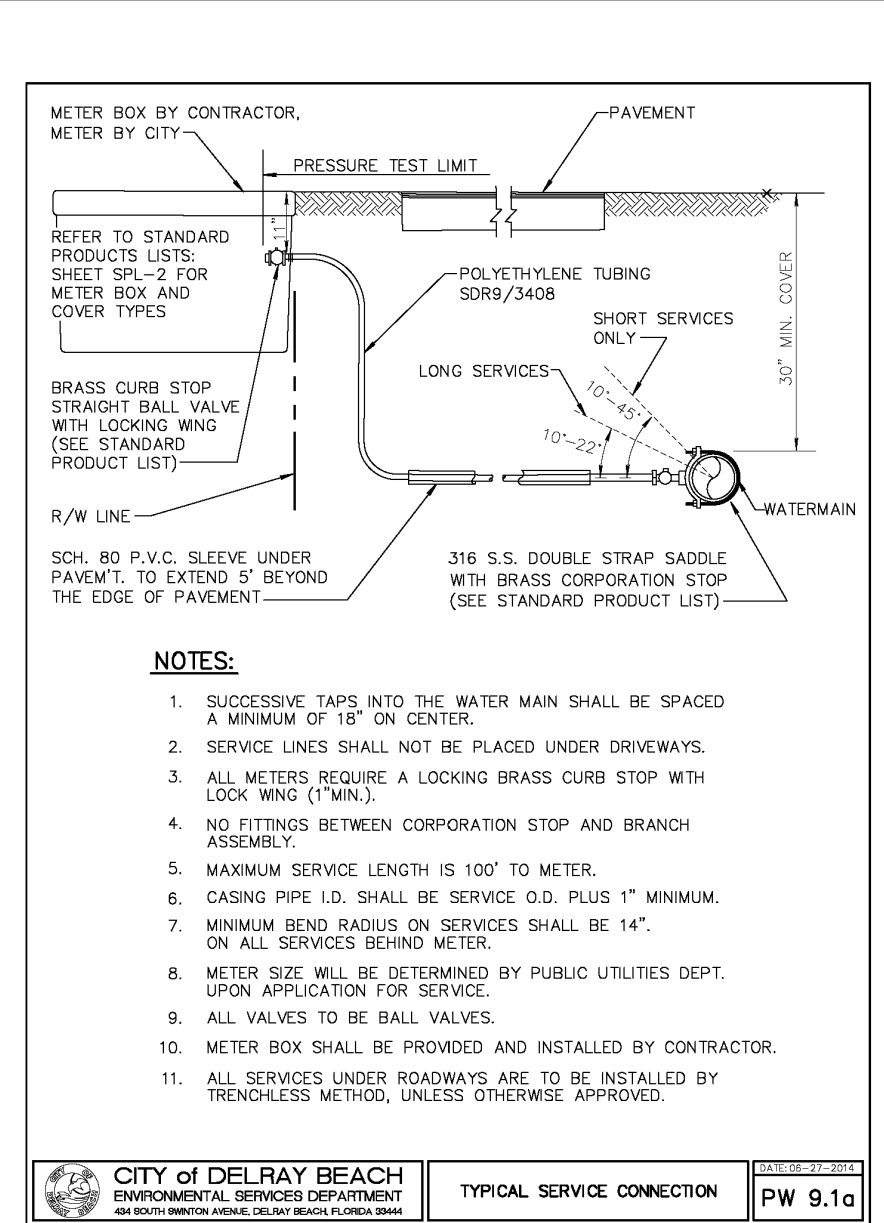 METER BOX BY CONTRACTOR,
METER BY CITY
PAVEMENT
PRESSURE TEST LIMIT
11"
REFER TO STANDARD
PRODUCTS LISTS:
SHEET SPL-2 FOR
METER BOX AND
COVER TYPES
POLYETHYLENE TUBING
SDR9/3408
30" MIN. COVER
SHORT SERVICES
ONLY
LONG SERVICES
10°-45°
10°-22°
BRASS CURB STOP
STRAIGHT BALL VALVE
WITH LOCKING WING
(SEE STANDARD
PRODUCT LIST)
R/W LINE
WATERMAIN
SCH. 80 P.V.C. SLEEVE UNDER
PAVEM'T. TO EXTEND 5' BEYOND
THE EDGE OF PAVEMENT
316 S.S. DOUBLE STRAP SADDLE
WITH BRASS CORPORATION STOP
(SEE STANDARD PRODUCT LIST)
NOTES:
1. SUCCESSIVE TAPS INTO THE WATER MAIN SHALL BE SPACED
A MINIMUM OF 18" ON CENTER.
2. SERVICE LINES SHALL NOT BE PLACED UNDER DRIVEWAYS.
3. ALL METERS REQUIRE A LOCKING BRASS CURB STOP WITH
LOCK WING (1"MIN.).
4. NO FITTINGS BETWEEN CORPORATION STOP AND BRANCH
ASSEMBLY.
5. MAXIMUM SERVICE LENGTH IS 100' TO METER.
6. CASING PIPE I.D. SHALL BE SERVICE O.D. PLUS 1" MINIMUM.
7. MINIMUM BEND RADIUS ON SERVICES SHALL BE 14".
ON ALL SERVICES BEHIND METER.
8. METER SIZE WILL BE DETERMINED BY PUBLIC UTILITIES DEPT.
UPON APPLICATION FOR SERVICE.
9. ALL VALVES TO BE BALL VALVES.
10. METER BOX SHALL BE PROVIDED AND INSTALLED BY CONTRACTOR.
11. ALL SERVICES UNDER ROADWAYS ARE TO BE INSTALLED BY
TRENCHLESS METHOD, UNLESS OTHERWISE APPROVED.
CITY OF
DELRAY BEACH
CITY of DELRAY BEACH
ENVIRONMENTAL SERVICES DEPARTMENT
434 SOUTH SWINTON AVENUE, DELRAY BEACH, FLORIDA 33444
TYPICAL SERVICE CONNECTION
DATE: 06-27-2014
PW 9.1a